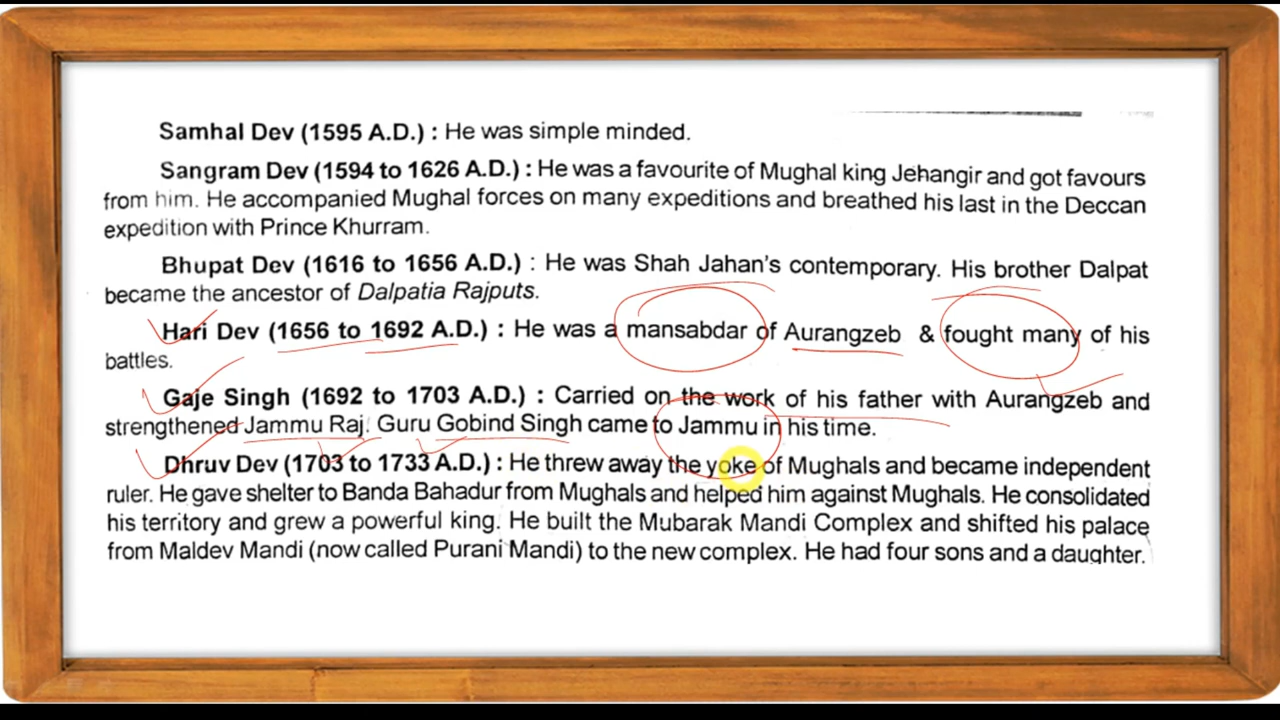 Samhal Dev (1595 A.D.) : He was simple minded.
Sangram Dev (1594 to 1626 A.D.) : He was a favourite of Mughal king Jehangir and got favours
from him. He accompanied Mughal forces on many expeditions and breathed his last in the Deccan
expedition with Prince Khurram.
Bhupat Dev (1616 to 1656 A.D.) : He was Shah Jahan's contemporary. His brother Dalpat
became the ancestor of Dalpatia Rajputs.
Hari Dev (1656 to 1692 A.D.) : He was a mansabdar of Aurangzeb & fought many of his
battles.
Gaje Singh (1692 to 1703 A.D.) : Carried on the work of his father with Aurangzeb and
strengthened Jammu Raj. Guru Gobind Singh came to Jammu in his time.
Dhruv Dev (1703 to 1733 A.D.) : He threw away the yoke of Mughals and became independent
ruler. He gave shelter to Banda Bahadur from Mughals and helped him against Mughals. He consolidated
his territory and grew a powerful king. He built the Mubarak Mandi Complex and shifted his palace
from Maldev Mandi (now called Purani Mandi) to the new complex. He had four sons and a daughter.